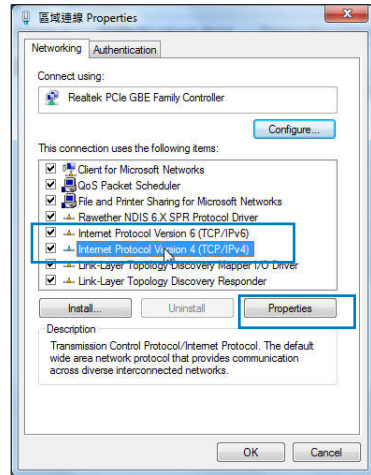 區域連線 Properties
Networking
Authentication
Connect using:
Realtek PCIe GBE Family Controller
Configure...
This connection uses the following items:
Client for Microsoft Networks
QoS Packet Scheduler
File and Printer Sharing for Microsoft Networks
Rawether NDIS 6.X SPR Protocol Driver
Internet Protocol Version 6 (TCP/IPv6)
Internet Protocol Version 4 (TCP/IPv4)
Link-Layer Topology Discovery Mapper I/O Driver
Link-Layer Topology Discovery Responder
Install...
Uninstall
Properties
Description
Transmission Control Protocol/Internet Protocol. The default
wide area network protocol that provides communication
across diverse interconnected networks.
OK
Cancel